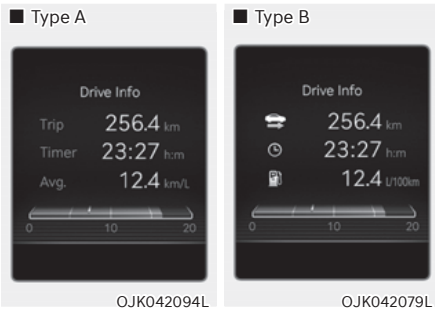 ■ Type A
Drive Info
Trip 256.4 km
Timer 23:27 h:m
Avg. 12.4 km/L
0 10 20
OJK042094L
■ Type B
Drive Info
256.4 km
23:27 h:m
12.4 L/100km
0 10 20
OJK042079L